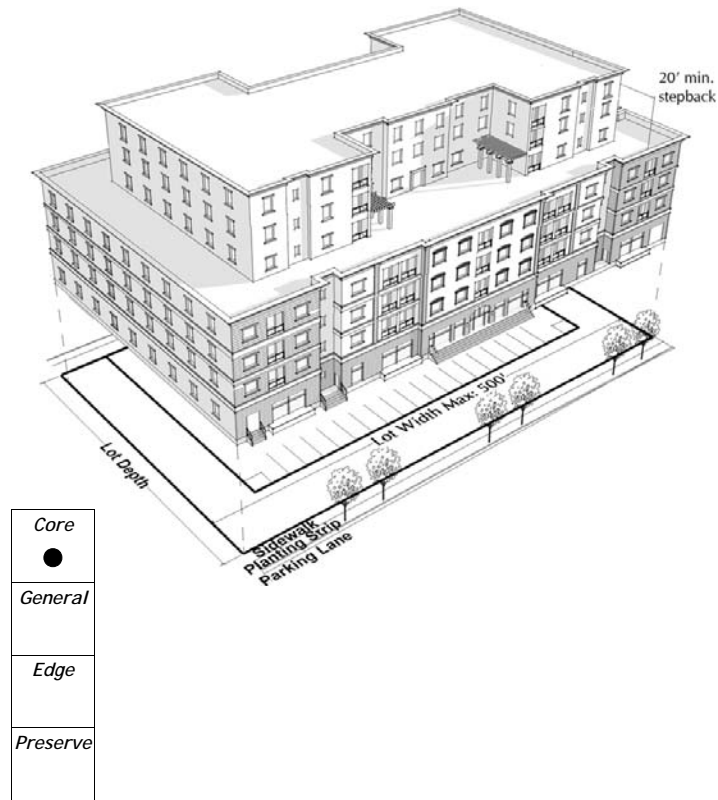 20' min.
stepback
Lot Width Max: 500'
Lot Depth
Sidewalk
Planting Strip
Parking Lane
Core
General
Edge
Preserve